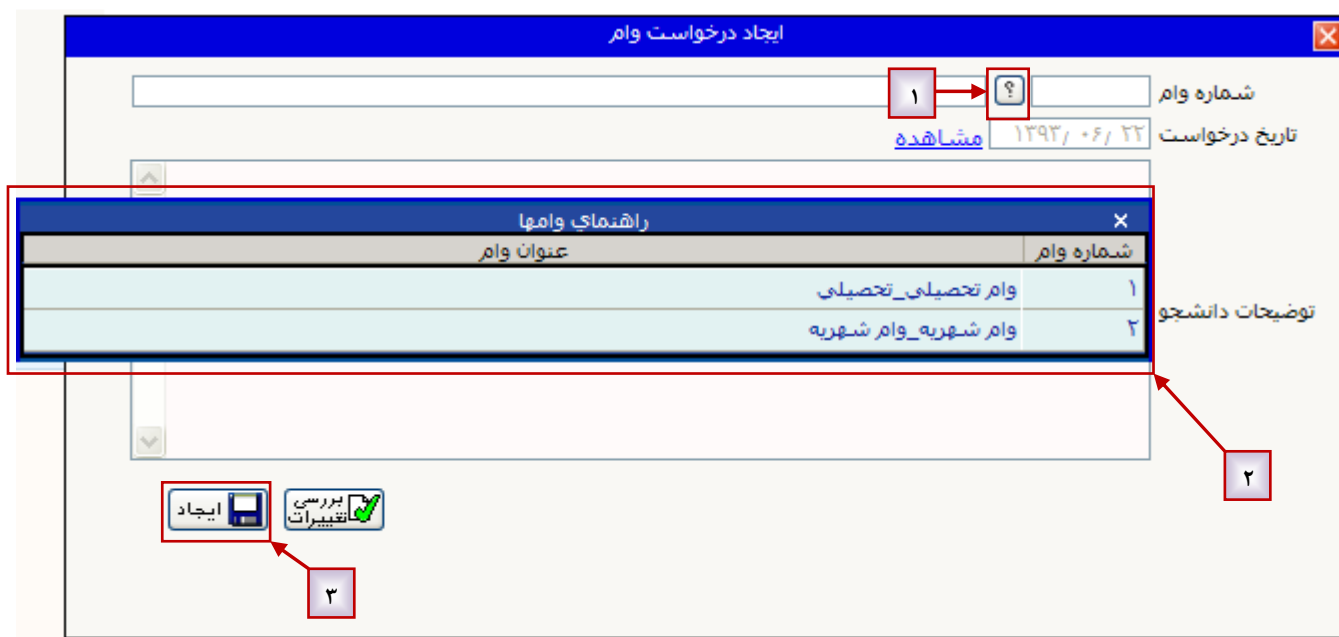 ایجاد درخواست وام
شماره وام ؟ ۱
تاریخ درخواست ۱۳۹۳/ ۰۶/ ۲۲ مشاهده
راهنماي وامها ×
شماره وام عنوان وام
۱ وام تحصیلی_تحصیلی
۲ وام شهریه_وام شهریه
توضیحات دانشجو
۲
بررسی تغییرات ایجاد
۳